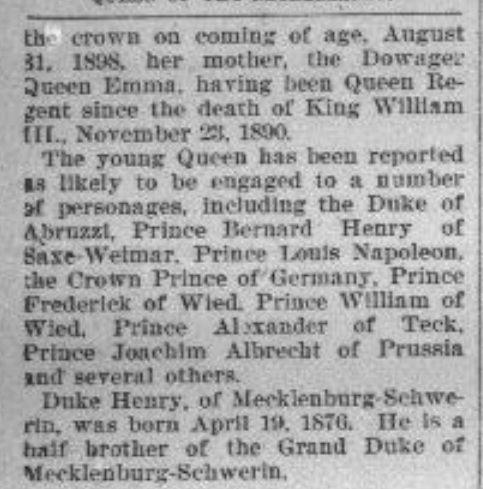 the crown on coming of age, August
31, 1898, her mother, the Dowager
Queen Emma, having been Queen Re-
gent since the death of King William
III., November 23, 1890.
The young Queen has been reported
as likely to be engaged to a number
of personages, including the Duke of
Abruzzi, Prince Bernard Henry of
Saxe-Weimar, Prince Louis Napoleon,
the Crown Prince of Germany, Prince
Frederick of Wied, Prince William of
Wied, Prince Alexander of Teck,
Prince Joachim Albrecht of Prussia
and several others.
Duke Henry, of Mecklenburg-Schwe-
rin, was born April 19, 1876. He is a
half brother of the Grand Duke of
Mecklenburg-Schwerin.